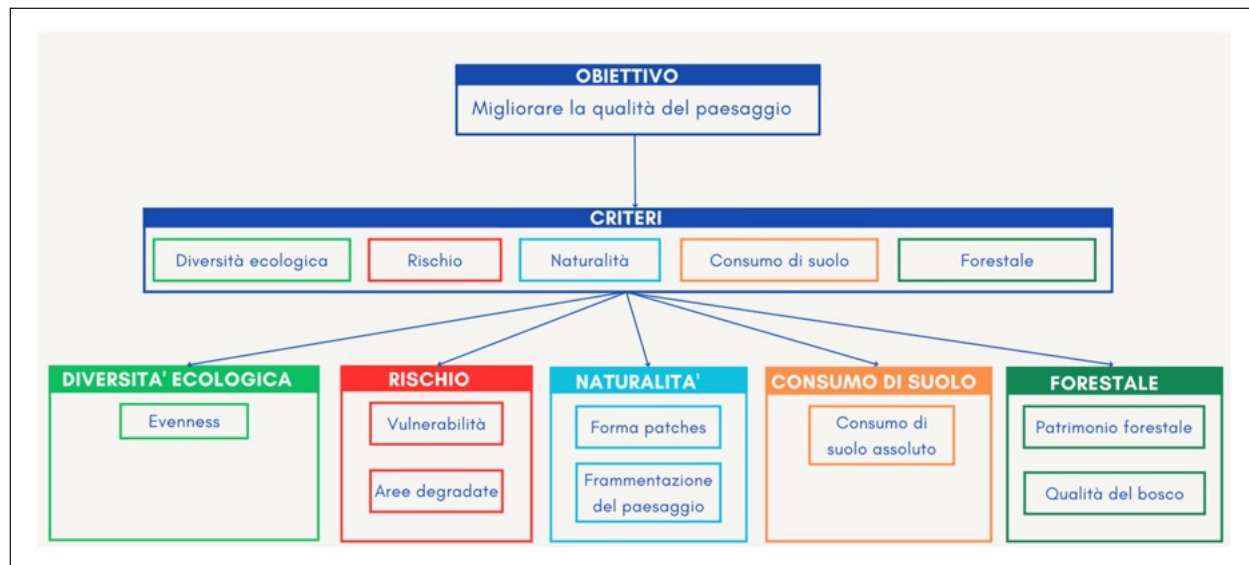 OBIETTIVO
Migliorare la qualità del paesaggio
CRITERI
Diversità ecologica
Rischio
Naturalità
Consumo di suolo
Forestale
DIVERSITA' ECOLOGICA
Evenness
RISCHIO
Vulnerabilità
Aree degradate
NATURALITA'
Forma patches
Frammentazione
del paesaggio
CONSUMO DI SUOLO
Consumo di
suolo assoluto
FORESTALE
Patrimonio forestale
Qualità del bosco